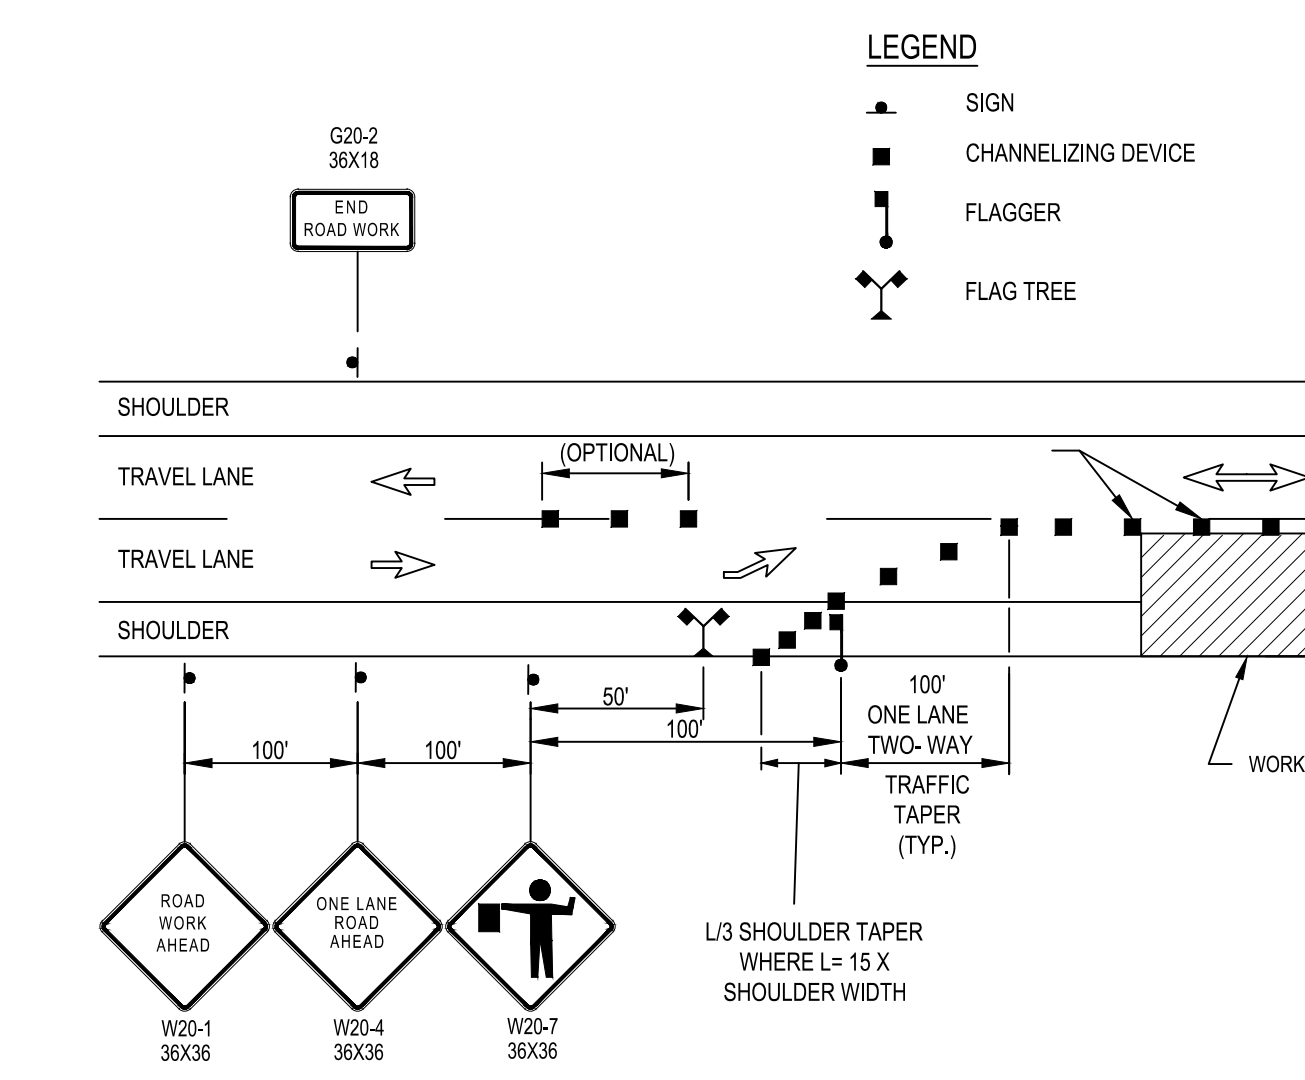 LEGEND
SIGN
CHANNELIZING DEVICE
FLAGGER
FLAG TREE
G20-2
36X18
END
ROAD WORK
SHOULDER
(OPTIONAL)
TRAVEL LANE
TRAVEL LANE
SHOULDER
50'
100'
100'
100'
100'
ONE LANE
TWO- WAY
TRAFFIC
TAPER
(TYP.)
WORK
ROAD
WORK
AHEAD
ONE LANE
ROAD
AHEAD
L/3 SHOULDER TAPER
WHERE L= 15 X
SHOULDER WIDTH
W20-1
36X36
W20-4
36X36
W20-7
36X36